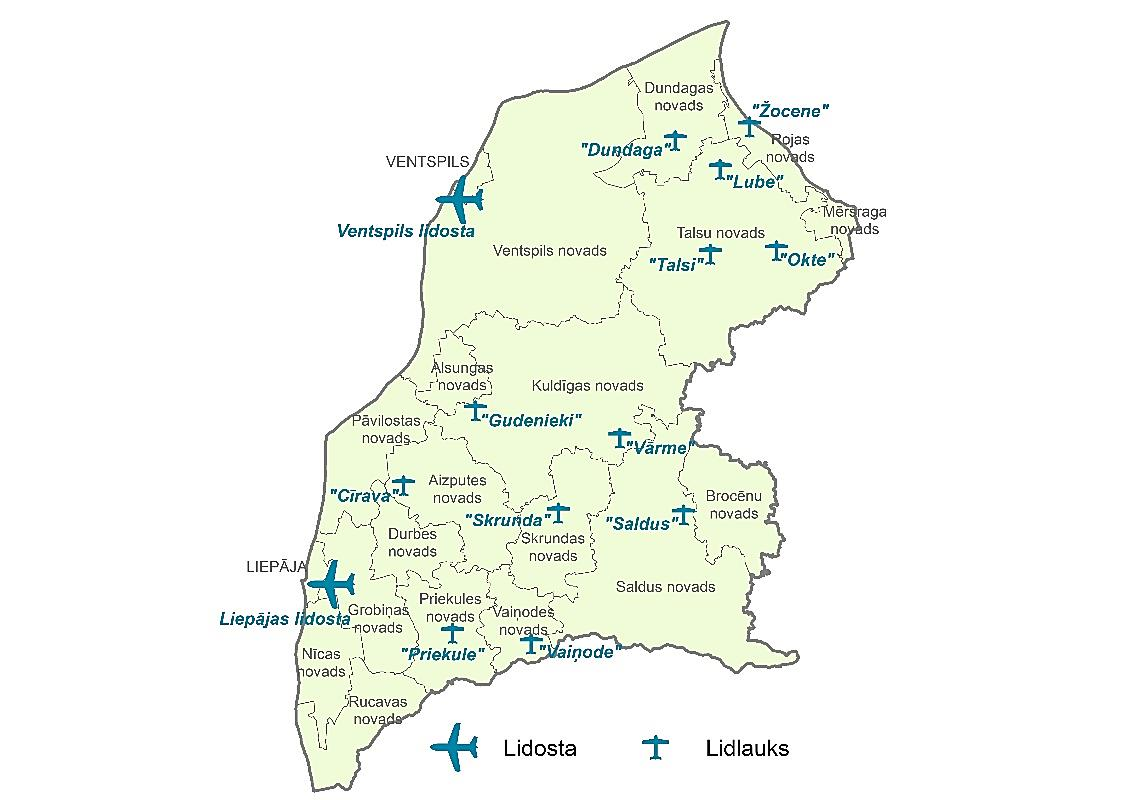 Dundagas
novads
"Žocene"
"Dundaga"
Rojas
novads
VENTSPILS
"Lube"
Mērsraga
novads
Ventspils lidosta
Talsu novads
Ventspils novads
"Talsi"
"Okte"
Alsungas
novads
Kuldīgas novads
"Gudenieki"
Pāvilostas
novads
"Vārme"
Aizputes
novads
"Cīrava"
Brocēnu
novads
"Skrunda"
"Saldus"
Durbes
novads
Skrundas
novads
LIEPĀJA
Saldus novads
Liepājas lidosta
Grobiņas
novads
Priekules
novads
Vaiņodes
novads
"Priekule"
"Vaiņode"
Nīcas
novads
Rucavas
novads
Lidosta
Lidlauks